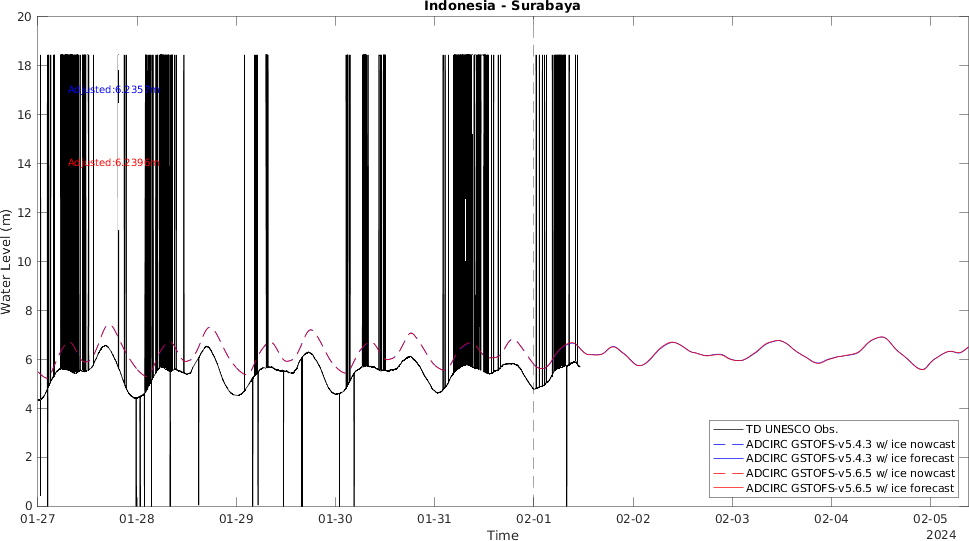 Indonesia - Surabaya
20
18
16
14
12
10
8
6
4
2
0
Water Level (m)
Adjusted:6.2357m
Adjusted:6.2396m
TD UNESCO Obs.
ADCIRC GSTOFS-v5.4.3 w/ ice nowcast
ADCIRC GSTOFS-v5.4.3 w/ ice forecast
ADCIRC GSTOFS-v5.6.5 w/ ice nowcast
ADCIRC GSTOFS-v5.6.5 w/ ice forecast
01-27 01-28 01-29 01-30 01-31 02-01 02-02 02-03 02-04 02-05
Time
2024